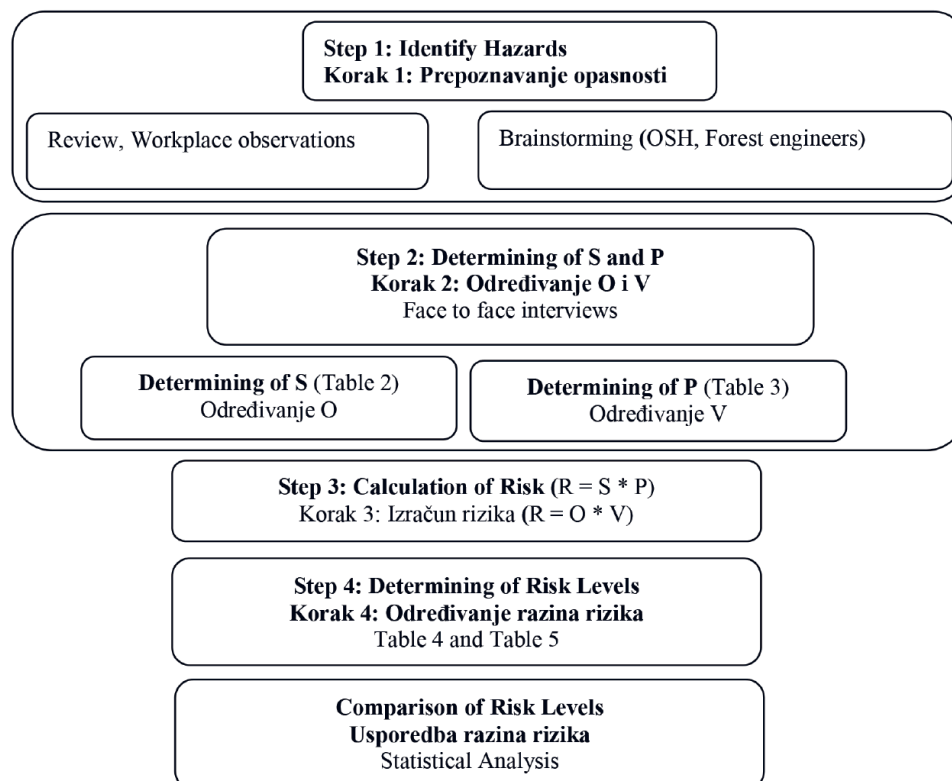 Step 1: Identify Hazards
Korak 1: Prepoznavanje opasnosti
Review, Workplace observations
Brainstorming (OSH, Forest engineers)
Step 2: Determining of S and P
Korak 2: Određivanje O i V
Face to face interviews
Determining of S (Table 2)
Određivanje O
Determining of P (Table 3)
Određivanje V
Step 3: Calculation of Risk (R = S * P)
Korak 3: Izračun rizika (R = O * V)
Step 4: Determining of Risk Levels
Korak 4: Određivanje razina rizika
Table 4 and Table 5
Comparison of Risk Levels
Usporedba razina rizika
Statistical Analysis